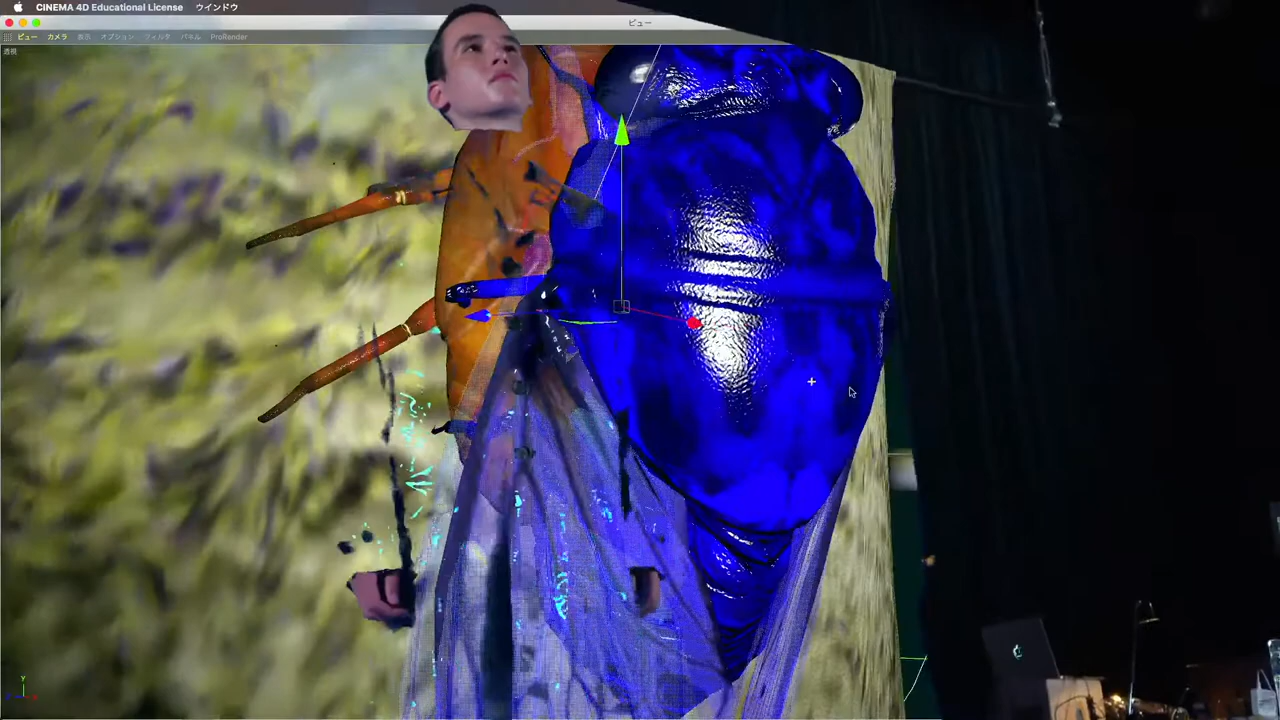 CINEMA 4D Educational License ウインドウ
ビュー
ビュー カメラ 表示 オプション フィルタ パネル ProRender
透視
Y